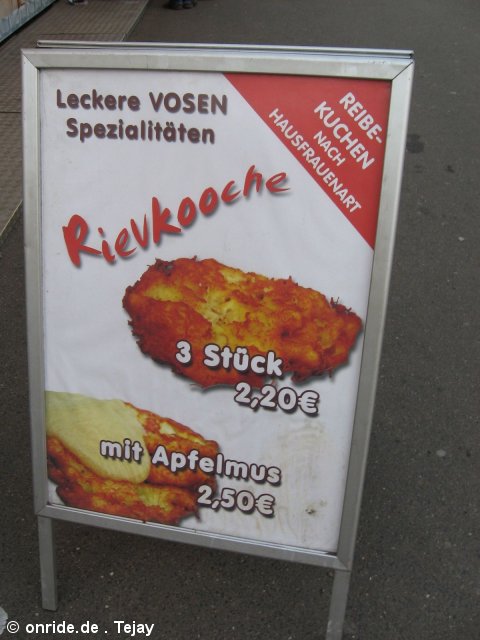 Leckere VOSEN
Spezialitäten
REIBE-
KUCHEN
NACH
HAUSFRAUENART
Rievkooche
3 Stück
2,20€
mit Apfelmus
2,50€
© onride.de . Tejay